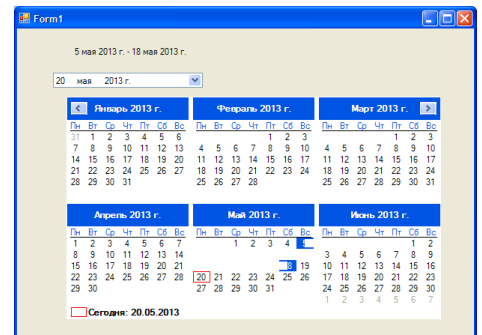 Form1
5 мая 2013 г. - 18 мая 2013 г.
20 мая 2013 г.
Январь 2013 г. Февраль 2013 г. Март 2013 г.
Пн Вт Ср Чт Пт Сб Вс Пн Вт Ср Чт Пт Сб Вс Пн Вт Ср Чт Пт Сб Вс
31 1 2 3 4 5 6 1 2 3 1 2 3
7 8 9 10 11 12 13 4 5 6 7 8 9 10 4 5 6 7 8 9 10
14 15 16 17 18 19 20 11 12 13 14 15 16 17 11 12 13 14 15 16 17
21 22 23 24 25 26 27 18 19 20 21 22 23 24 18 19 20 21 22 23 24
28 29 30 31 25 26 27 28 25 26 27 28 29 30 31
Апрель 2013 г. Май 2013 г. Июнь 2013 г.
Пн Вт Ср Чт Пт Сб Вс Пн Вт Ср Чт Пт Сб Вс Пн Вт Ср Чт Пт Сб Вс
1 2 3 4 5 6 7 1 2 3 4 1 2
8 9 10 11 12 13 14 3 4 5 6 7 8 9
15 16 17 18 19 20 21 8 19 10 11 12 13 14 15 16
22 23 24 25 26 27 28 20 21 22 23 24 25 26 17 18 19 20 21 22 23
29 30 27 28 29 30 31 24 25 26 27 28 29 30
1 2 3 4 5 6 7
Сегодня: 20.05.2013